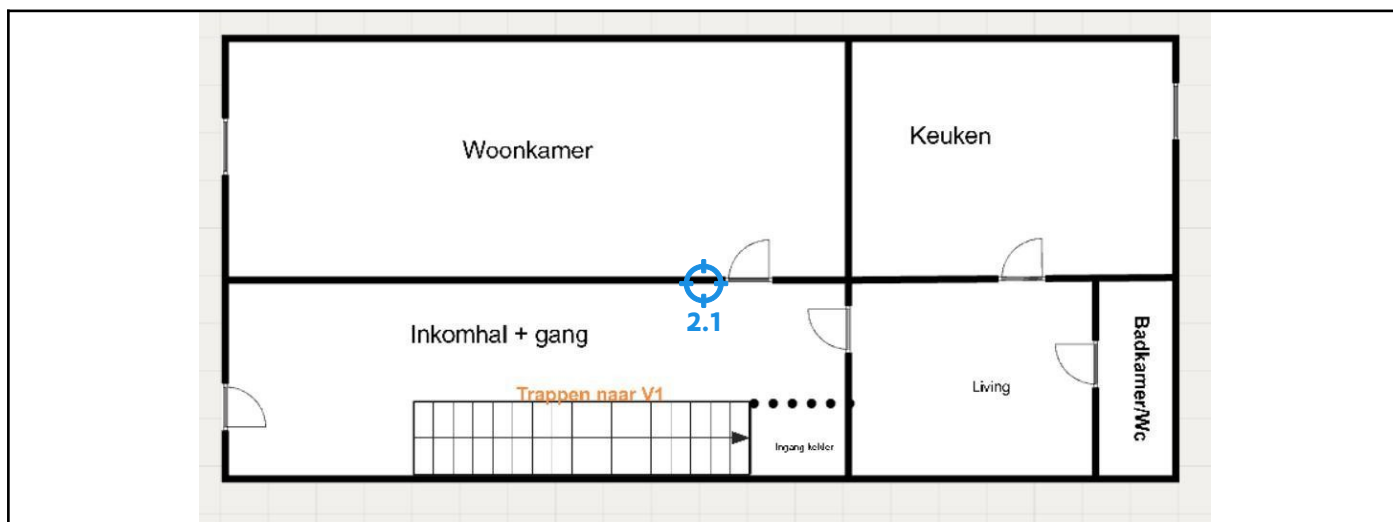 Woonkamer
Keuken
2.1
Inkomhal + gang
Trappen naar V1
Living
Ingang kelder
Badkamer/Wc